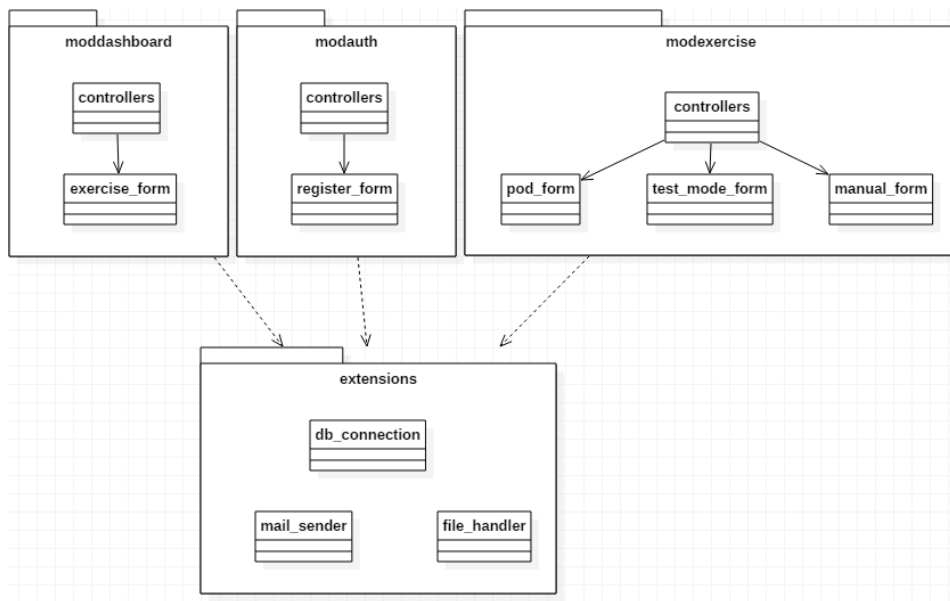 moddashboard
controllers
exercise_form
modauth
controllers
register_form
modexercise
controllers
pod_form
test_mode_form
manual_form
extensions
db_connection
mail_sender
file_handler